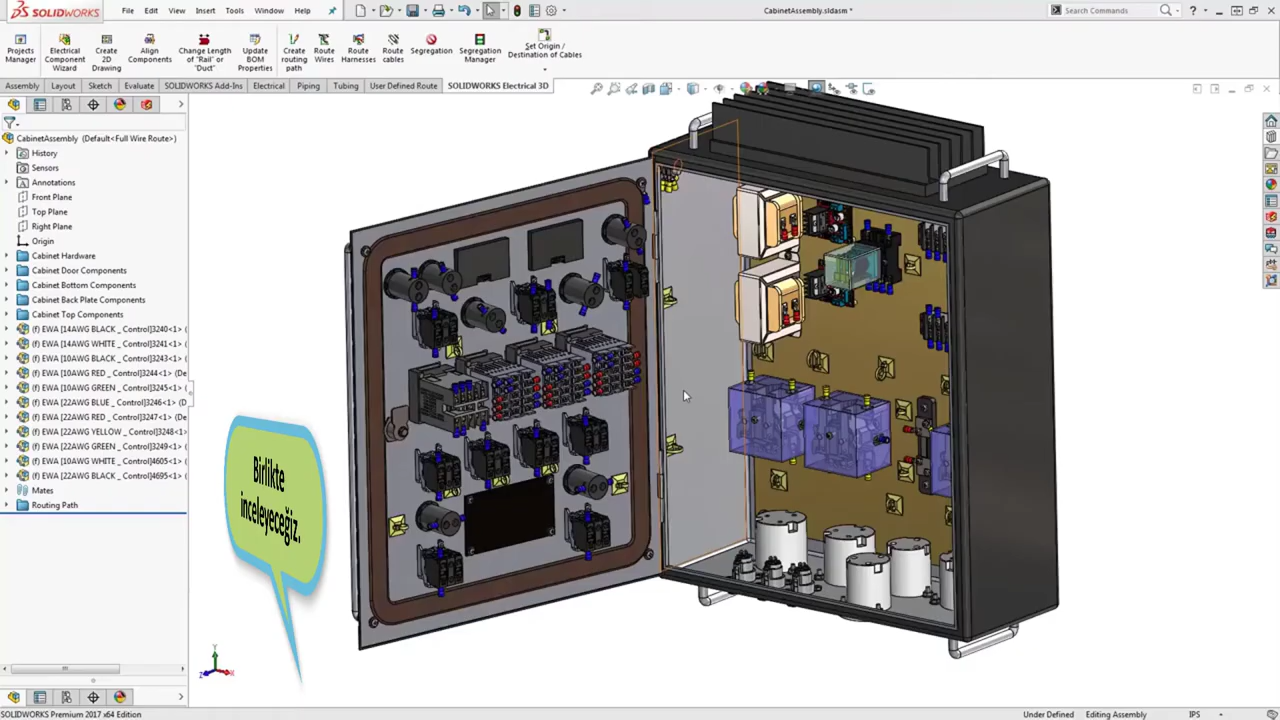 SOLIDWORKS
File
Edit
View
Insert
Tools
Window
Help
CabinetAssembly.sldasm *
Search Commands
?
Projects
Manager
Electrical
Component
Wizard
Create
2D
Drawing
Align
Components
Change Length
of "Rail" or
"Duct"
Update
BOM
Properties
Create
routing
path
Route
Wires
Route
Harnesses
Route
cables
Segregation
Segregation
Manager
Set Origin /
Destination of Cables
Assembly
Layout
Sketch
Evaluate
SOLIDWORKS Add-Ins
Electrical
Piping
Tubing
User Defined Route
SOLIDWORKS Electrical 3D
CabinetAssembly (Default<Full Wire Route>)
History
Sensors
Annotations
Front Plane
Top Plane
Right Plane
Origin
Cabinet Hardware
Cabinet Door Components
Cabinet Bottom Components
Cabinet Back Plate Components
Cabinet Top Components
(f) EWA [14AWG BLACK _ Control]3240<1> (
(f) EWA [14AWG WHITE _ Control]3241<1> (
(f) EWA [10AWG BLACK _ Control]3243<1> (
(f) EWA [10AWG RED _ Control]3244<1> (De
(f) EWA [10AWG GREEN _ Control]3245<1> (
(f) EWA [22AWG BLUE _ Control]3246<1> (D
(f) EWA [22AWG RED _ Control]3247<1> (De
(f) EWA [22AWG YELLOW _ Control]3248<1>
(f) EWA [22AWG GREEN _ Control]3249<1> (
(f) EWA [10AWG WHITE _ Control]4605<1> (
(f) EWA [22AWG BLACK _ Control]4695<1> (
Mates
Routing Path
Birlikte
inceleyeceğiz.
Y
Z
X
SOLIDWORKS Premium 2017 x64 Edition
Under Defined
Editing Assembly
IPS